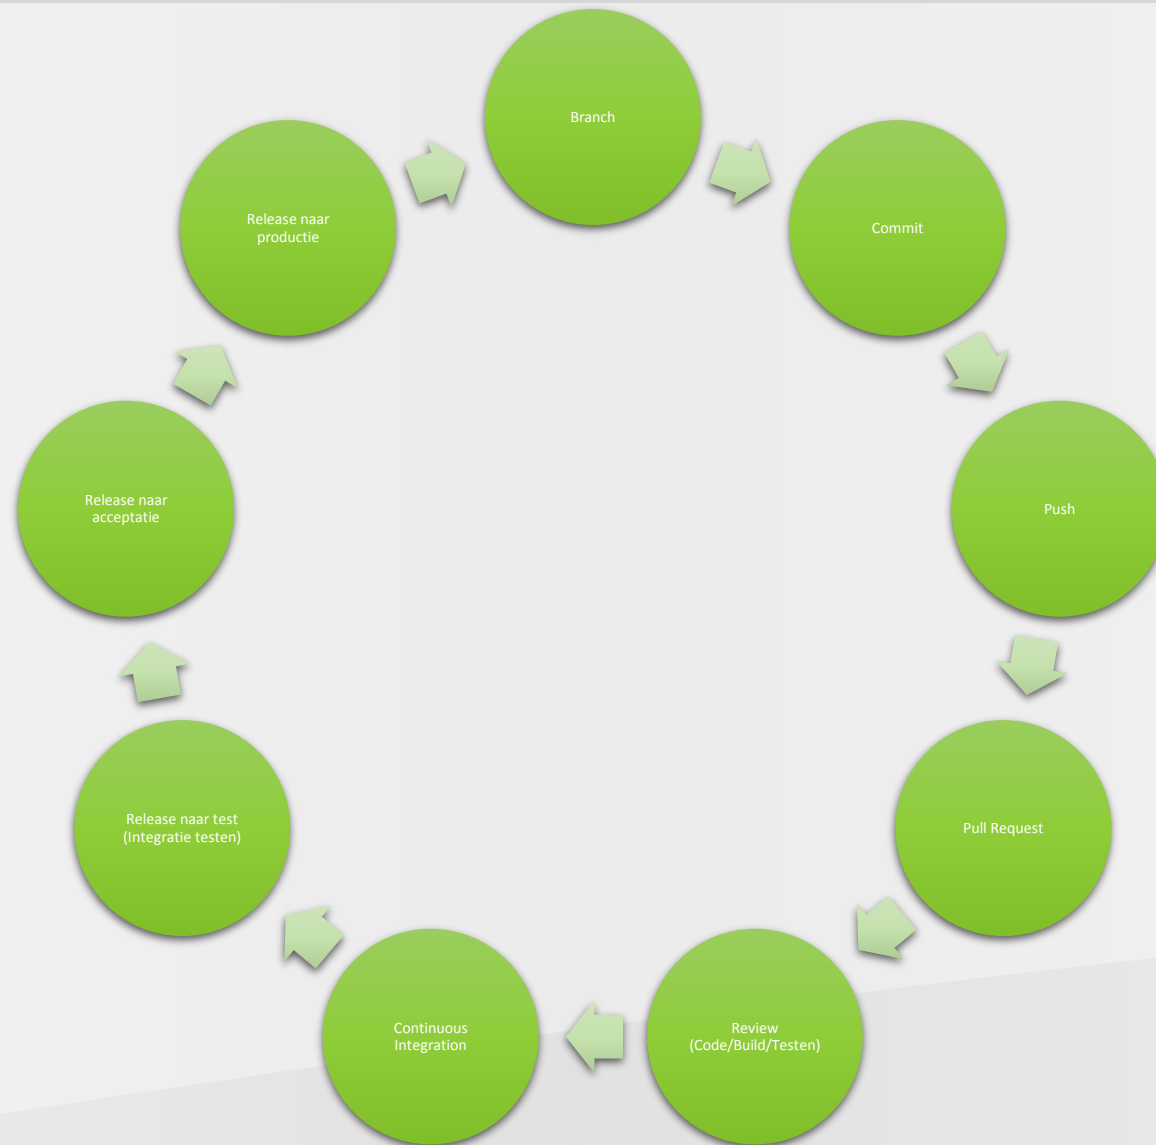 Branch
Commit
Push
Pull Request
Review
(Code/Build/Testen)
Continuous
Integration
Release naar test
(Integratie testen)
Release naar
acceptatie
Release naar
productie